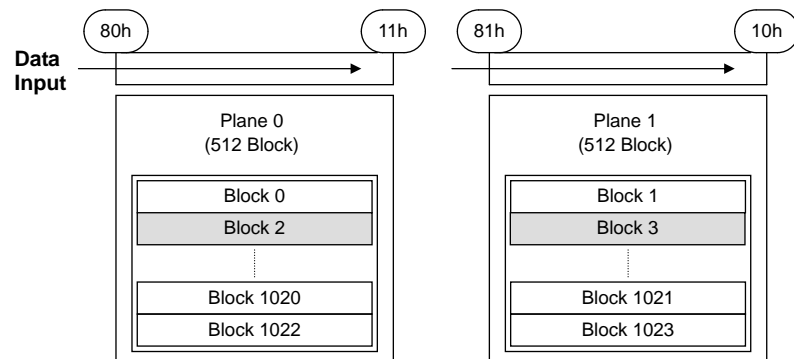 80h
11h
81h
10h
Data
Input
Plane 0
(512 Block)
Block 0
Block 2
Block 1020
Block 1022
Plane 1
(512 Block)
Block 1
Block 3
Block 1021
Block 1023